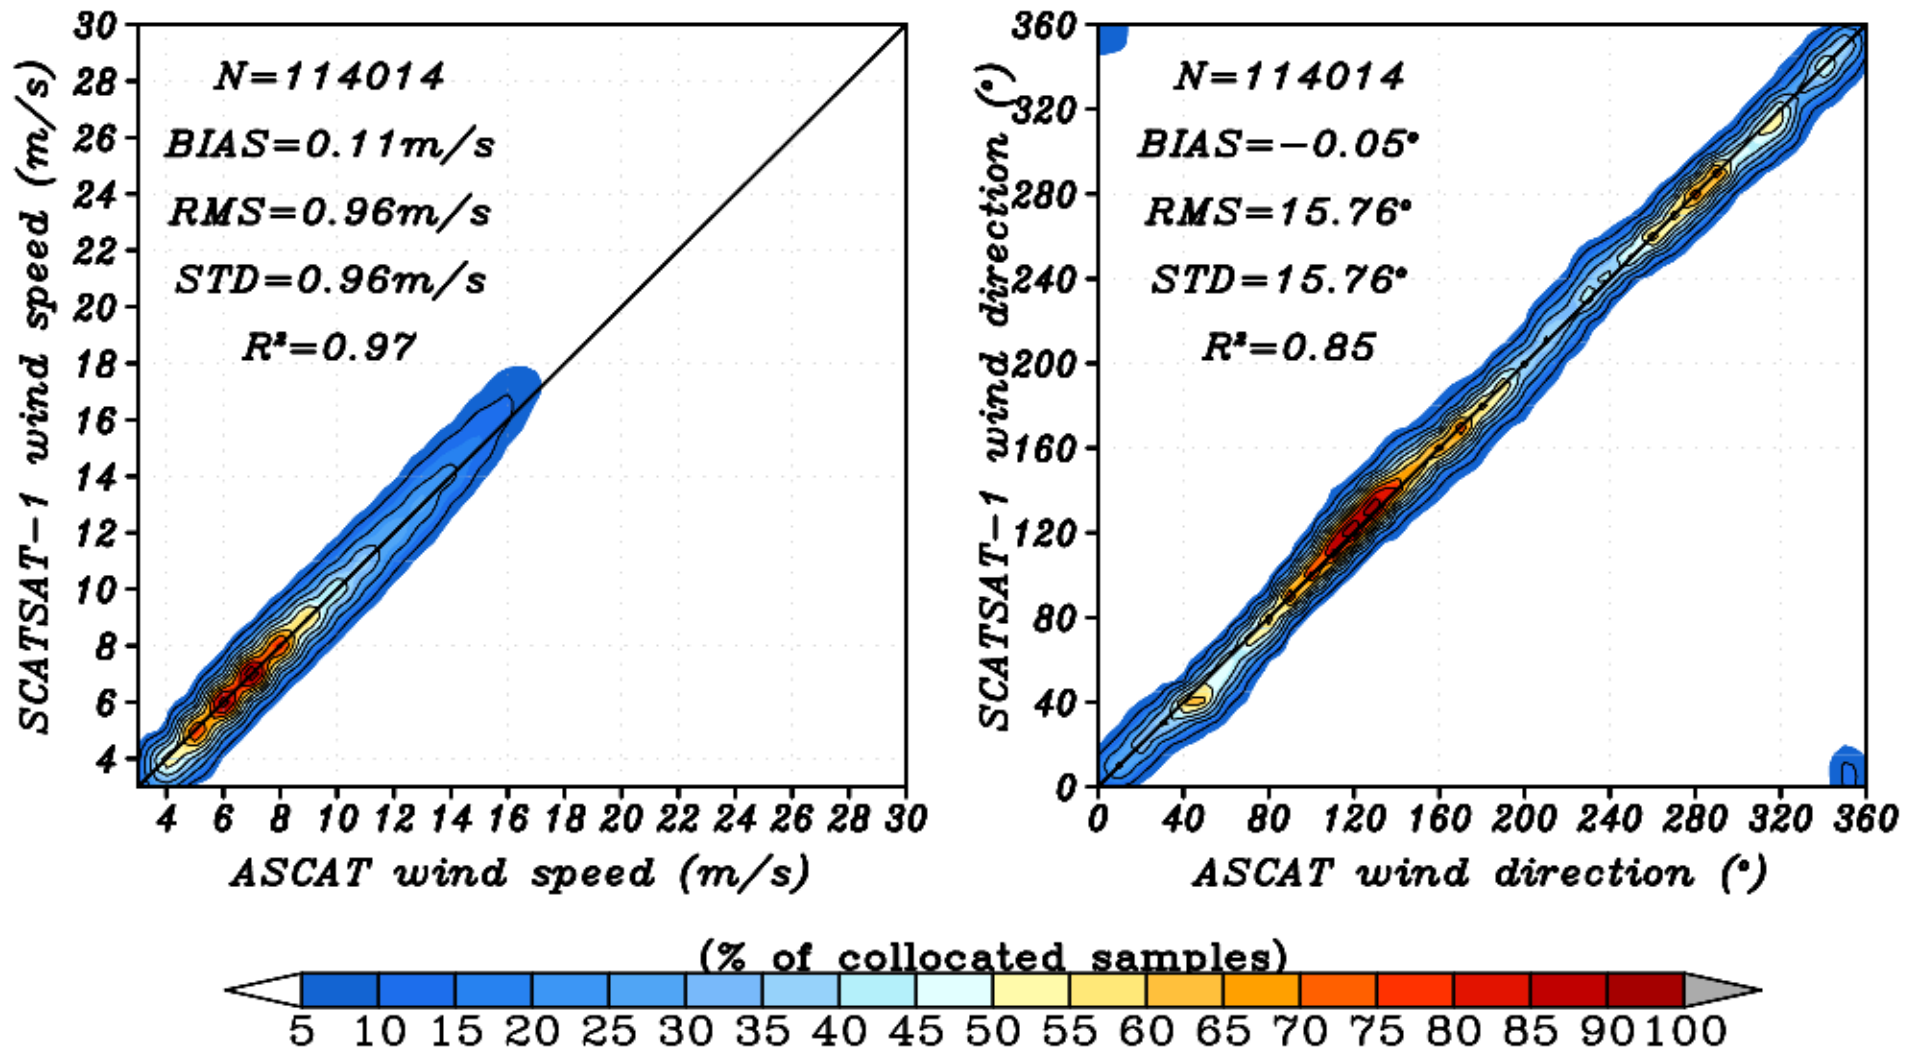 30
28
26
24
22
20
18
16
14
12
10
8
6
4
SCATSAT-1 wind speed (m/s)
N=114014
BIAS=0.11m/s
RMS=0.96m/s
STD=0.96m/s
R²=0.97
4 6 8 10 12 14 16 18 20 22 24 26 28 30
ASCAT wind speed (m/s)
360
320
280
240
200
160
120
80
40
0
SCATSAT-1 wind direction (°)
N=114014
BIAS=-0.05°
RMS=15.76°
STD=15.76°
R²=0.85
0 40 80 120 160 200 240 280 320 360
ASCAT wind direction (°)
(% of collocated samples)
5 10 15 20 25 30 35 40 45 50 55 60 65 70 75 80 85 90 100